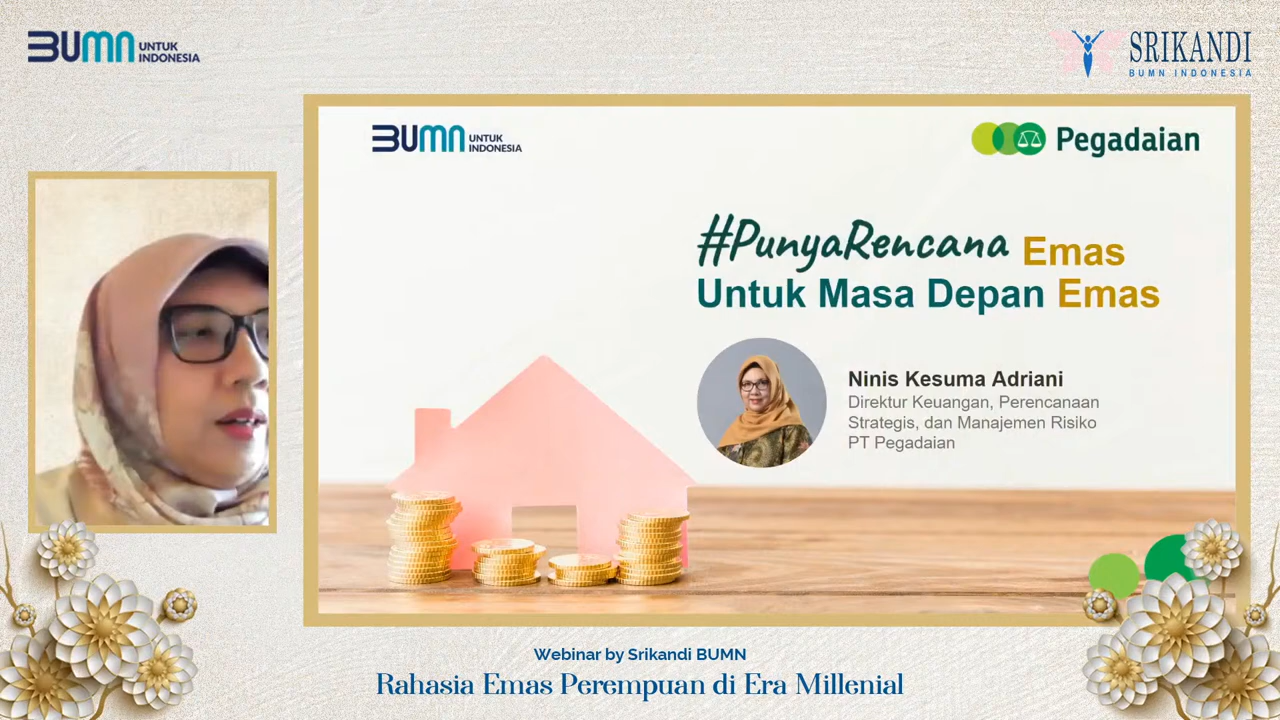 BUMN UNTUK
INDONESIA
SRIKANDI
BUMN INDONESIA
BUMN UNTUK
INDONESIA
Pegadaian
#PunyaRencana Emas
Untuk Masa Depan Emas
Ninis Kesuma Adriani
Direktur Keuangan, Perencanaan
Strategis, dan Manajemen Risiko
PT Pegadaian
Webinar by Srikandi BUMN
Rahasia Emas Perempuan di Era Millenial